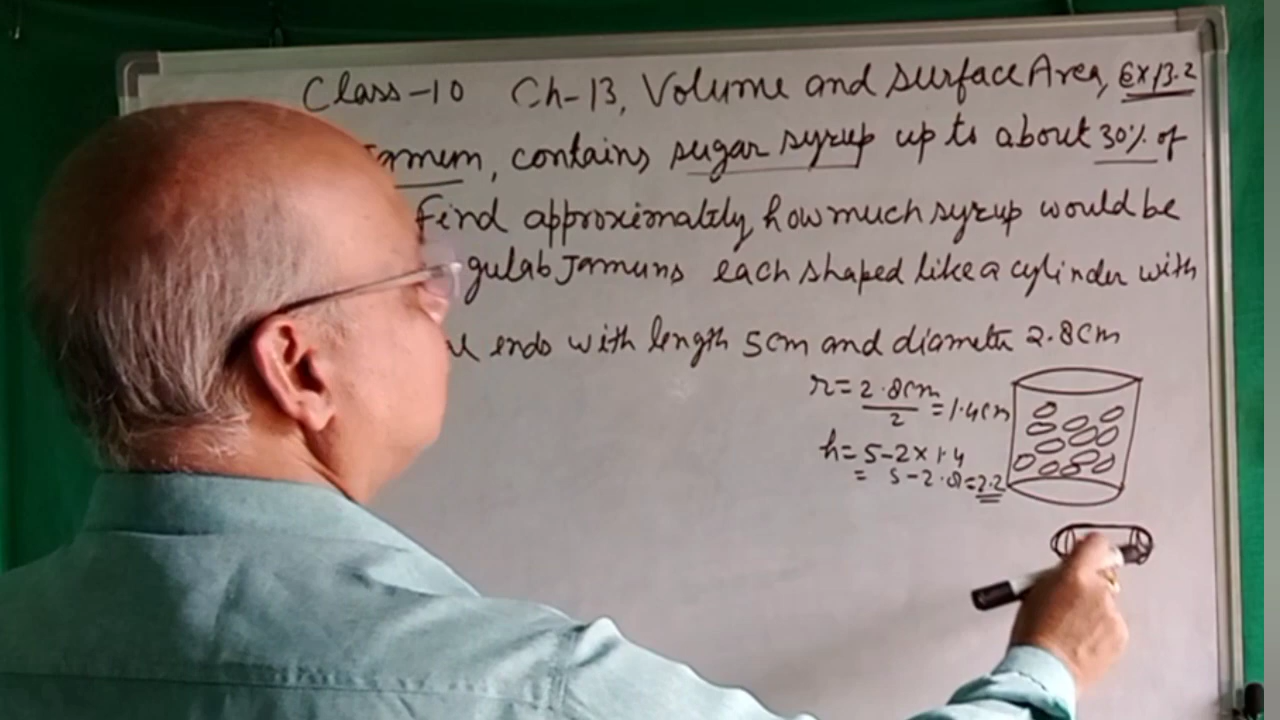 Class-10 Ch-13, Volume and surface Area, Ex 13.2
contains sugar syrup up to about 30% of
Find approximately how much syrup would be
gulab Jamuns each shaped like a cylinder with
ends with length 5cm and diameter 2.8cm
r = 2.8cm / 2 = 1.4cm
h = 5-2×1.4
= 5-2.8=2.2